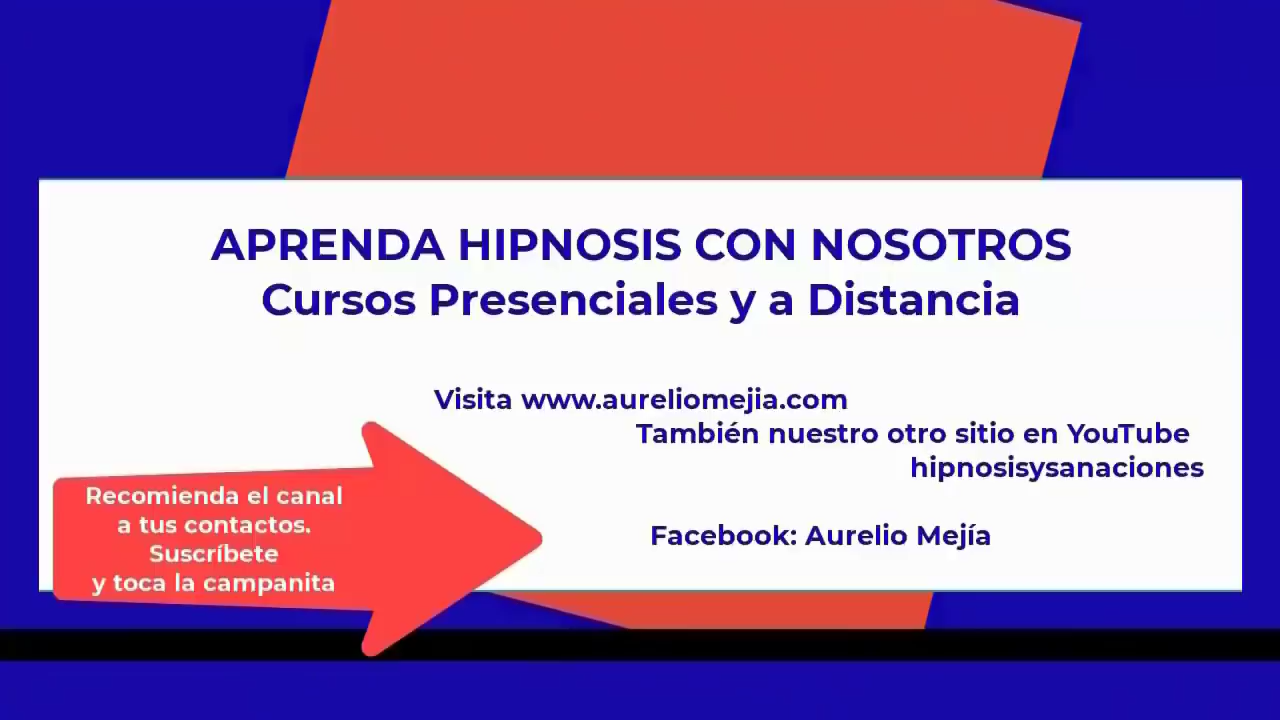 APRENDA HIPNOSIS CON NOSOTROS
Cursos Presenciales y a Distancia
Visita www.aureliomejia.com
También nuestro otro sitio en YouTube
hipnosisysanaciones
Facebook: Aurelio Mejía
Recomienda el canal
a tus contactos.
Suscríbete
y toca la campanita